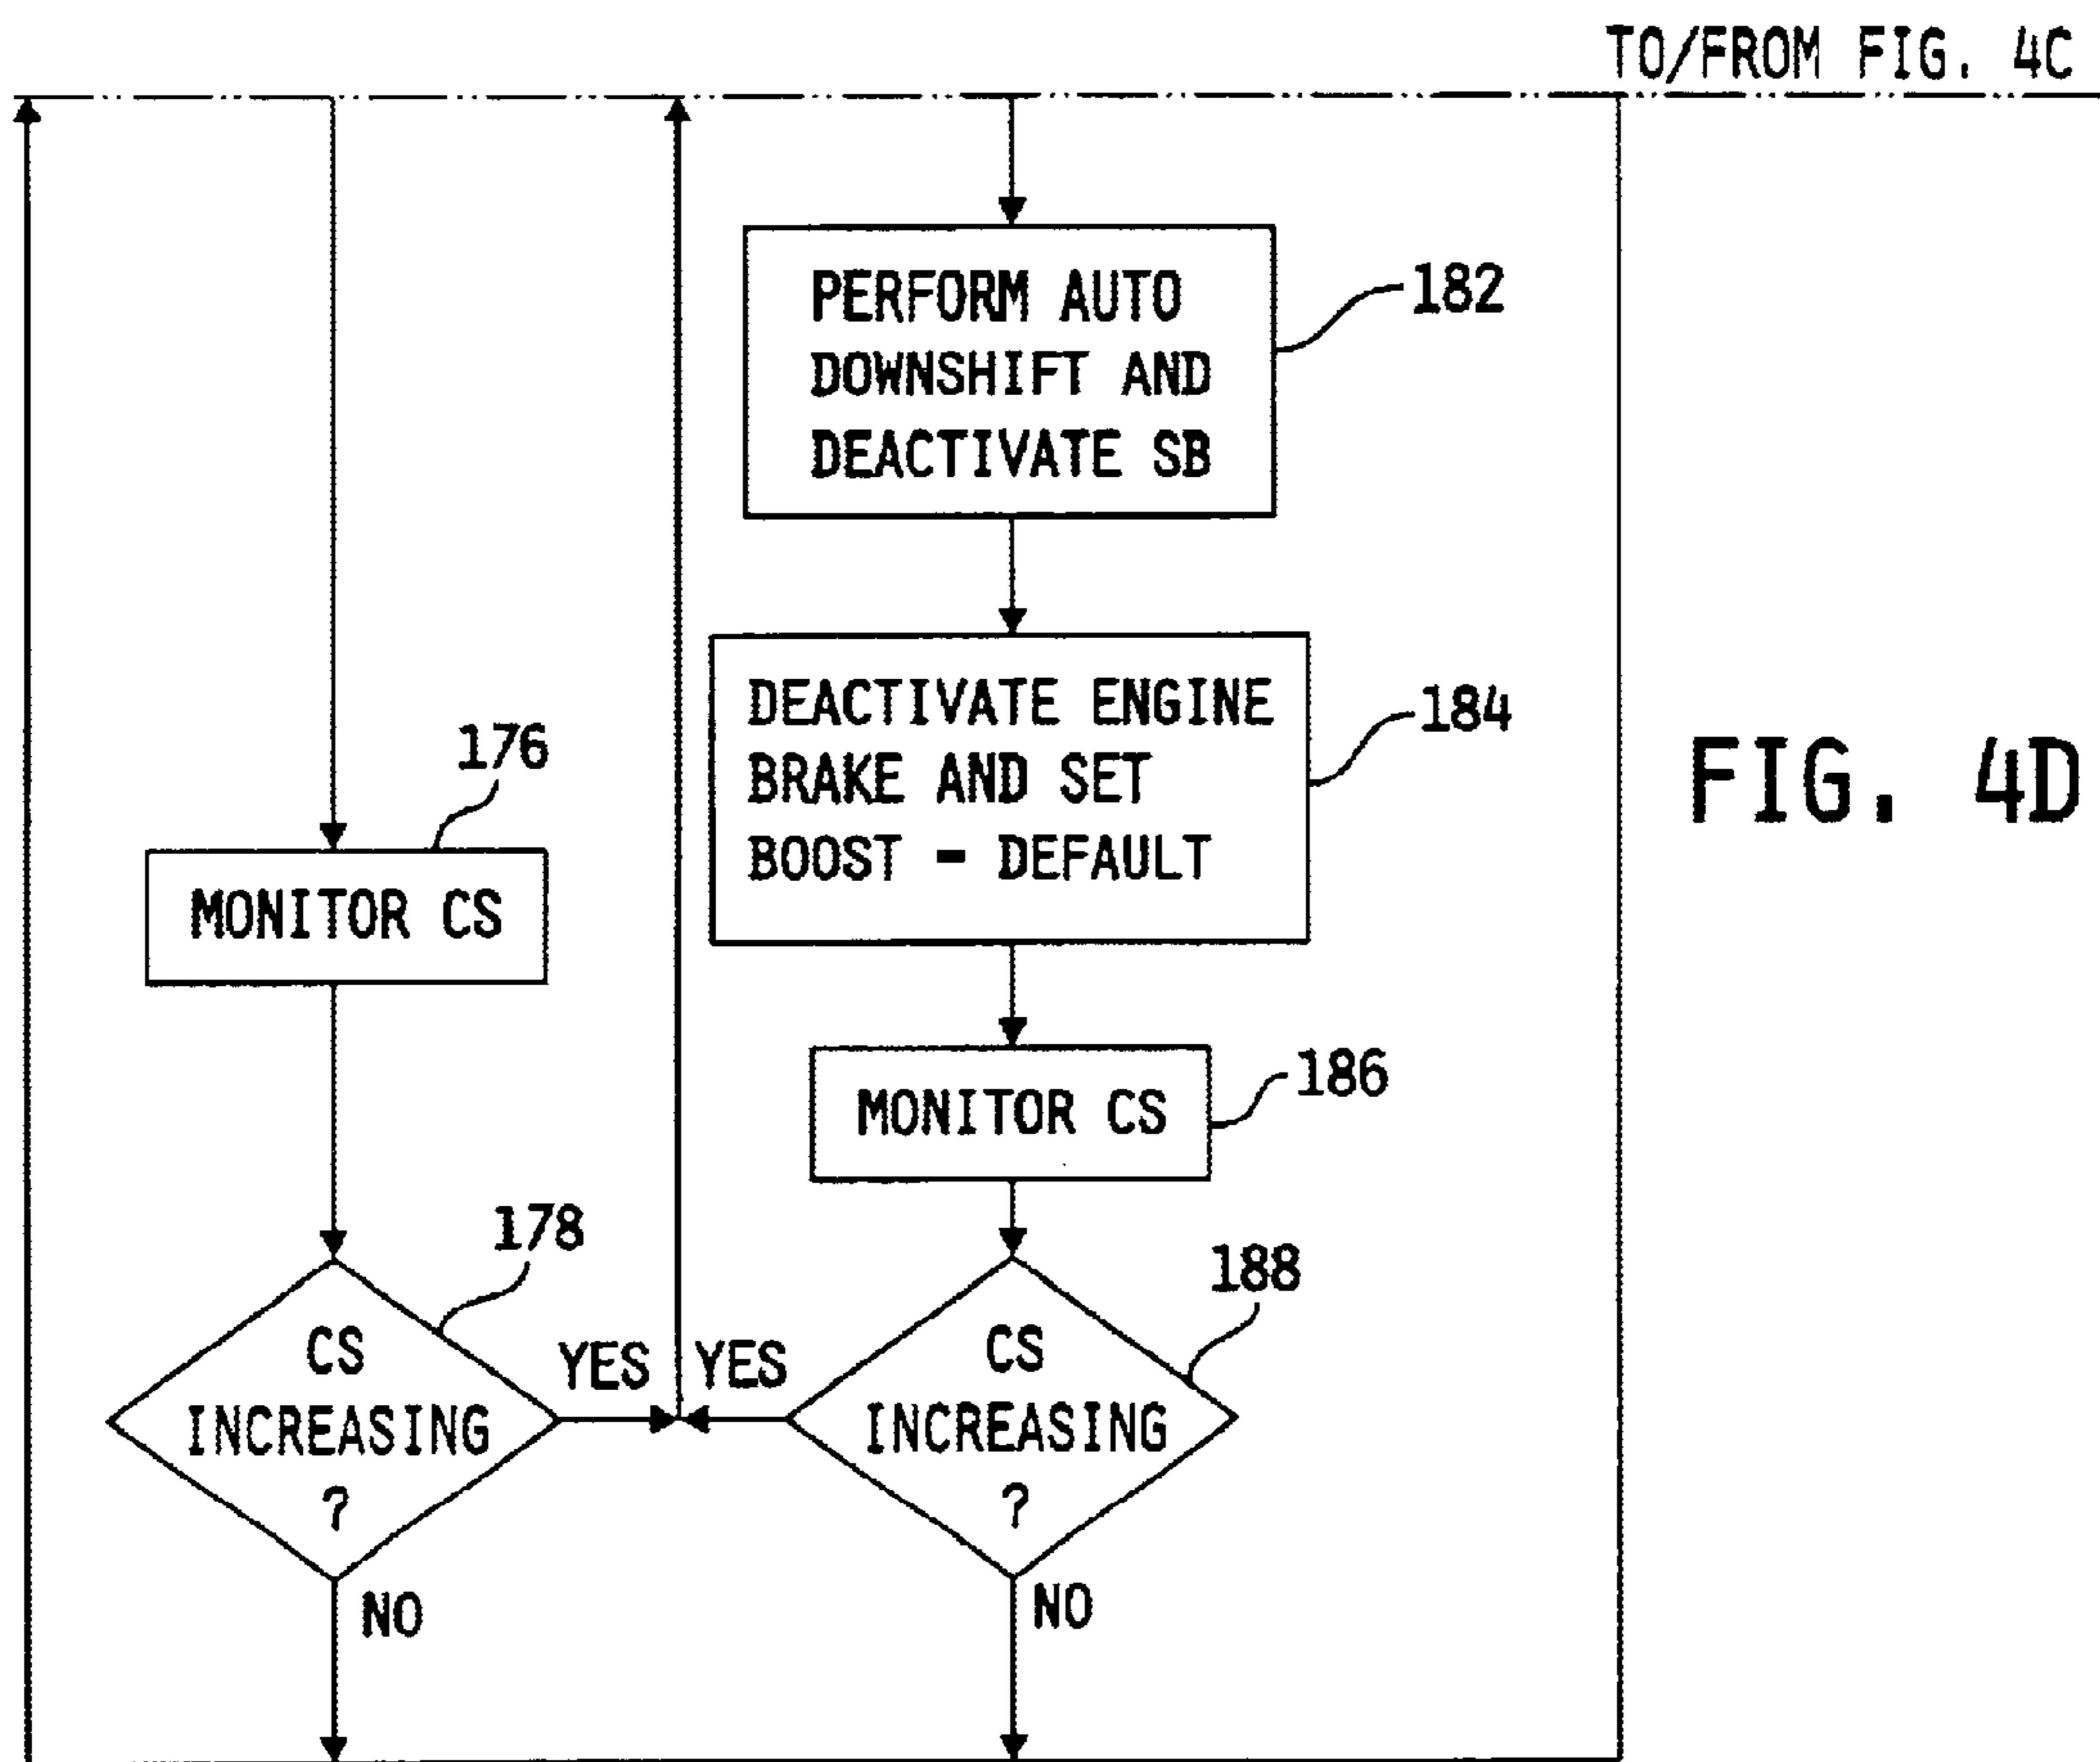 TO/FROM FIG. 4C
PERFORM AUTO
DOWNSHIFT AND
DEACTIVATE SB
182
DEACTIVATE ENGINE
BRAKE AND SET
BOOST - DEFAULT
184
FIG. 4D
176
MONITOR CS
MONITOR CS
186
178
CS
INCREASING
?
YES
YES
188
CS
INCREASING
?
NO
NO